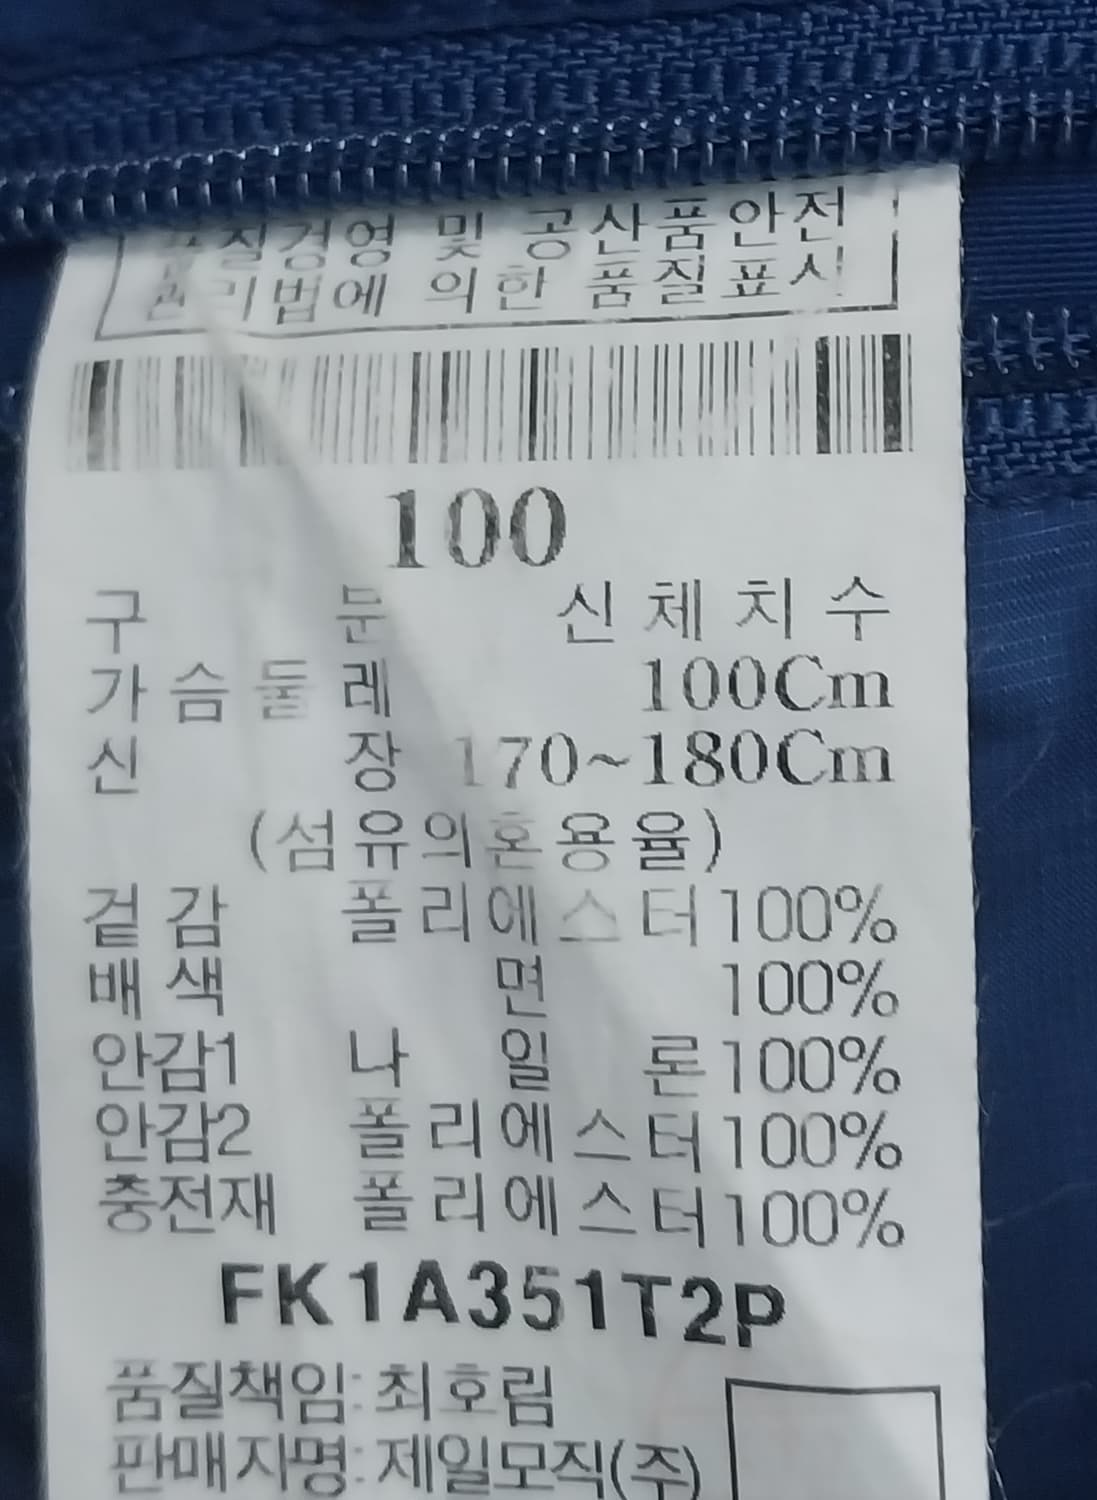 품질경영 및 공산품안전
관리법에 의한 품질표시
100
구 분 신체치수
가슴둘레 100Cm
신 장 170~180Cm
(섬유의혼용율)
겉감 폴리에스터100%
배색 면 100%
안감1 나 일 론100%
안감2 폴리에스터100%
충전재 폴리에스터100%
FK1A351T2P
품질책임: 최호림
판매자명: 제일모직(주)